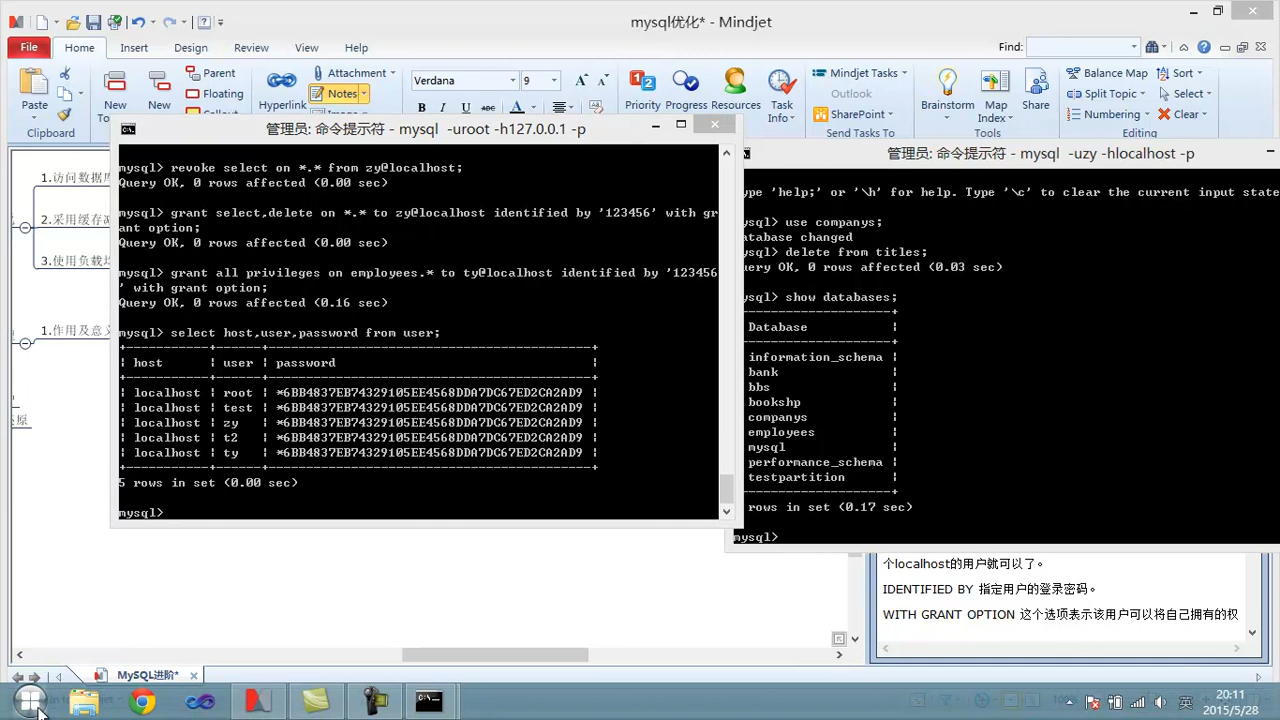 mysql优化* - Mindjet
File Home Insert Design Review View Help
Find:
Paste
Clipboard
New
New
Parent
Floating
Callout
Hyperlink
Attachment
Notes
Verdana
9
B I U abc A
Priority
Progress
Resources
Task
Info
Mindjet Tasks
Outlook
SharePoint
Send Tasks To
Brainstorm
Map
Index
Share
Balance Map
Split Topic
Numbering
Tools
Sort
Select
Clear
Editing
1.访问数据库
2.采用缓存减
3.使用负载均
1.作用及意义
原
管理员: 命令提示符 - mysql -uroot -h127.0.0.1 -p
mysql> revoke select on *.* from zy@localhost;
Query OK, 0 rows affected (0.00 sec)
mysql> grant select,delete on *.* to zy@localhost identified by '123456' with gr
ant option;
Query OK, 0 rows affected (0.00 sec)
mysql> grant all privileges on employees.* to ty@localhost identified by '123456
' with grant option;
Query OK, 0 rows affected (0.16 sec)
mysql> select host,user,password from user;
+-----------+------+-------------------------------------------+
| host | user | password |
+-----------+------+-------------------------------------------+
| localhost | root | *6BB4837EB74329105EE4568DDA7DC67ED2CA2AD9 |
| localhost | test | *6BB4837EB74329105EE4568DDA7DC67ED2CA2AD9 |
| localhost | zy | *6BB4837EB74329105EE4568DDA7DC67ED2CA2AD9 |
| localhost | t2 | *6BB4837EB74329105EE4568DDA7DC67ED2CA2AD9 |
| localhost | ty | *6BB4837EB74329105EE4568DDA7DC67ED2CA2AD9 |
+-----------+------+-------------------------------------------+
5 rows in set (0.00 sec)
mysql>
管理员: 命令提示符 - mysql -uzy -hlocalhost -p
ype 'help;' or '\h' for help. Type '\c' to clear the current input state
ysql> use companys;
atabase changed
ysql> delete from titles;
uery OK, 0 rows affected (0.03 sec)
ysql> show databases;
--------------------+
Database |
--------------------+
information_schema |
bank |
bbs |
bookshp |
companys |
employees |
mysql |
performance_schema |
testpartition |
--------------------+
rows in set (0.17 sec)
mysql>
个localhost的用户就可以了。
IDENTIFIED BY 指定用户的登录密码。
WITH GRANT OPTION 这个选项表示该用户可以将自己拥有的权
MySQL进阶*
英
20:11
2015/5/28